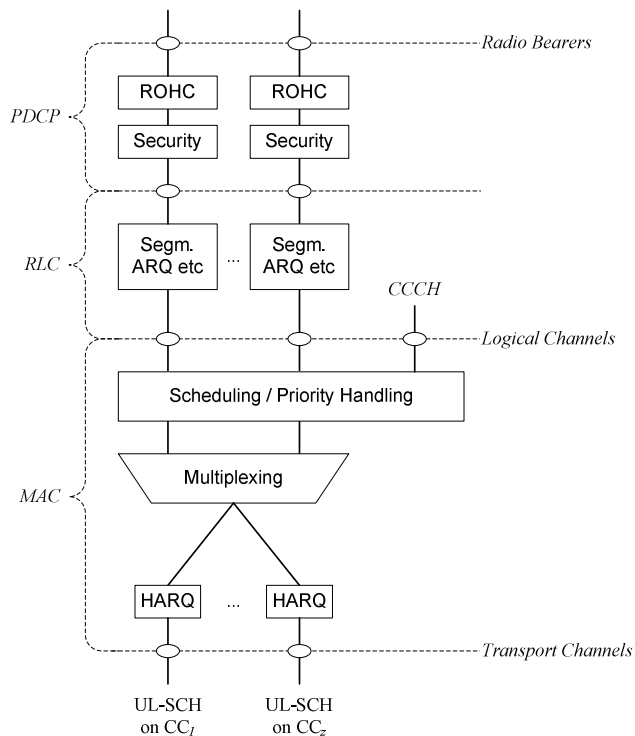 Radio Bearers
ROHC
ROHC
PDCP
Security
Security
Segm.
ARQ etc
...
Segm.
ARQ etc
RLC
CCCH
Logical Channels
Scheduling / Priority Handling
Multiplexing
MAC
HARQ
...
HARQ
Transport Channels
UL-SCH
on CC1
UL-SCH
on CCz